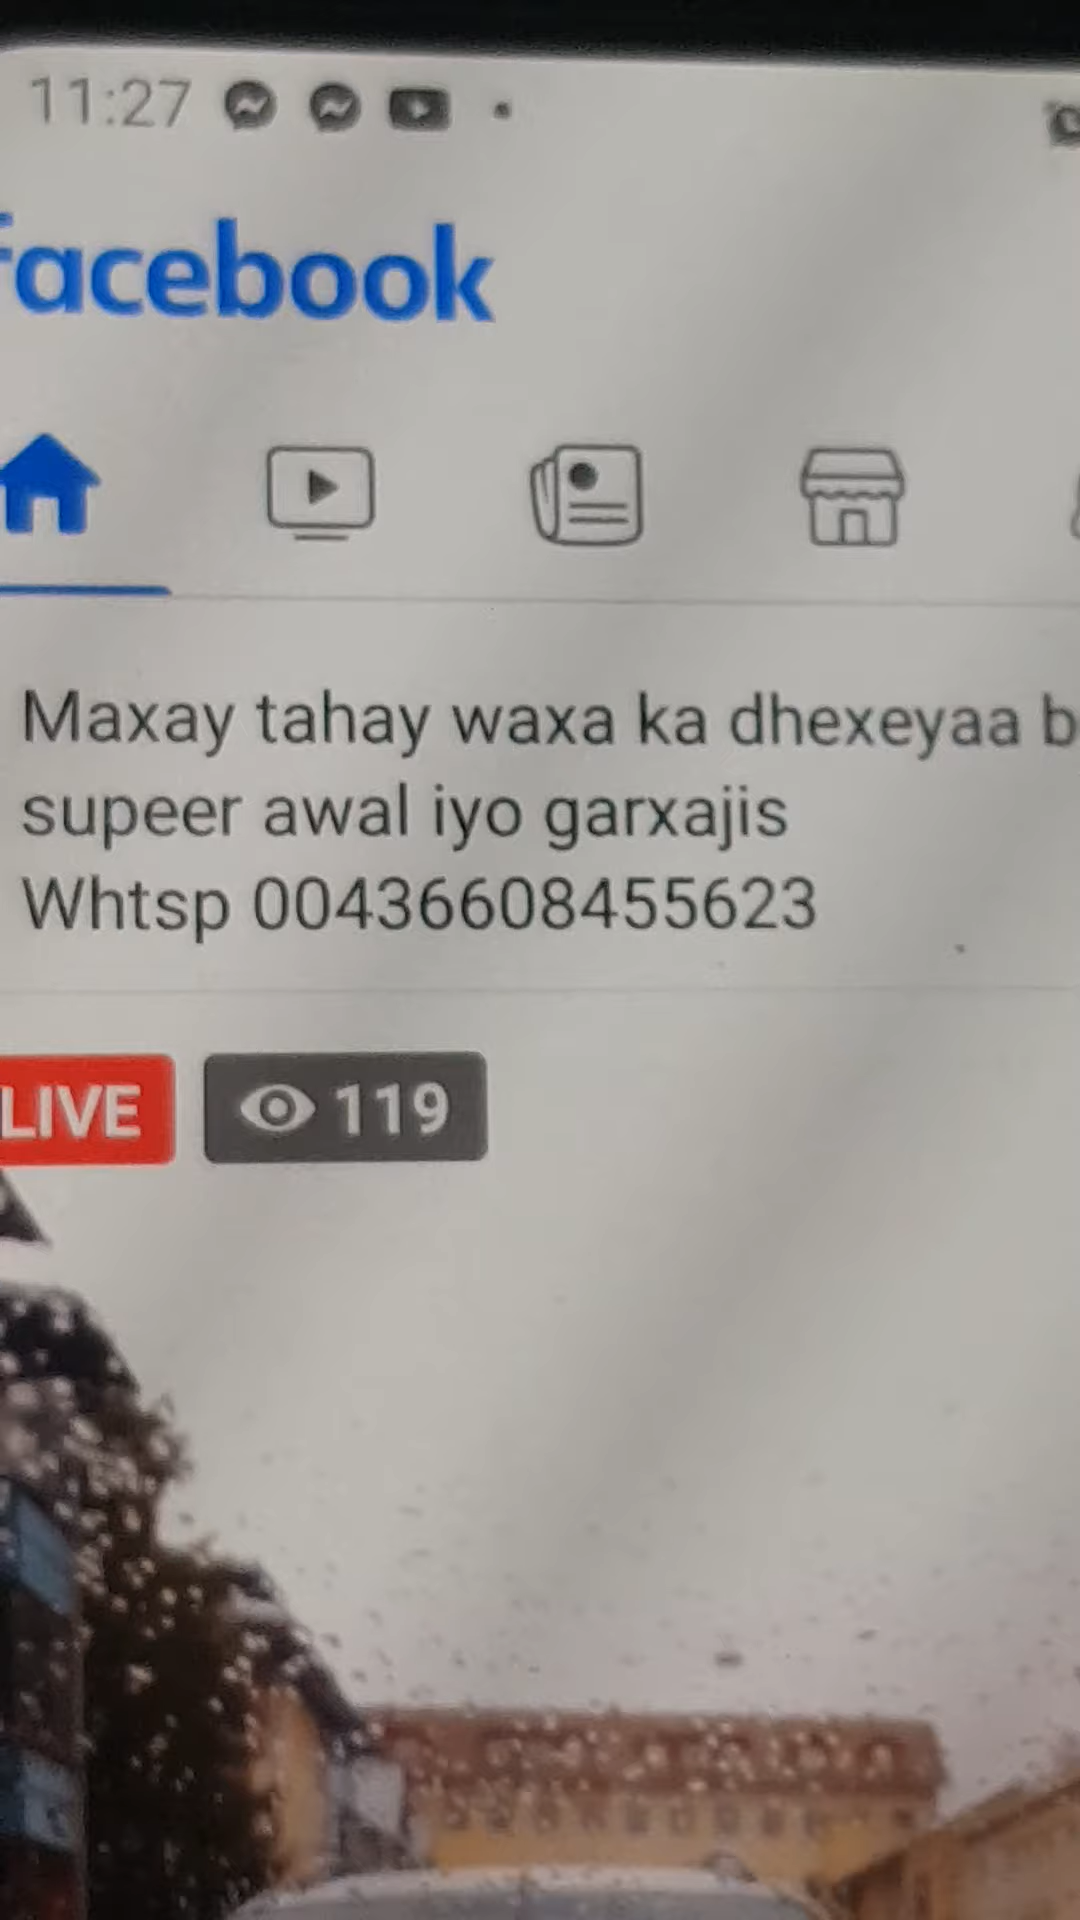 11:27
facebook
Maxay tahay waxa ka dhexeyaa
supeer awal iyo garxajis
Whtsp 00436608455623
LIVE 119